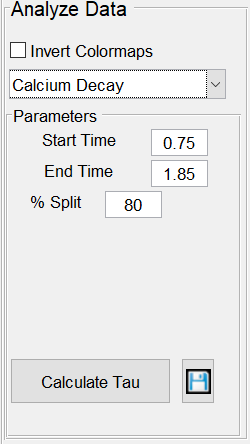 Analyze Data
Invert Colormaps
Calcium Decay
Parameters
Start Time 0.75
End Time 1.85
% Split 80
Calculate Tau